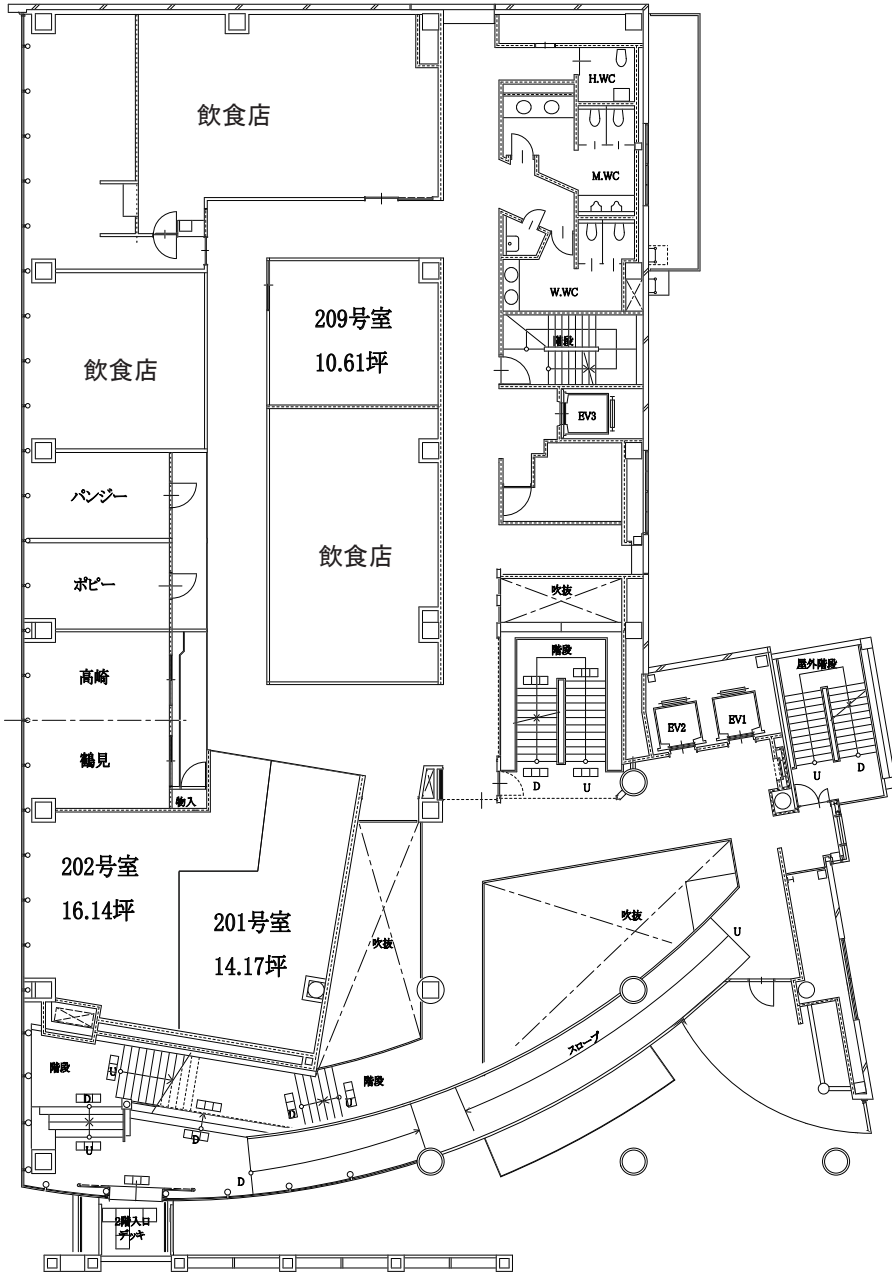 飲食店
H.WC
M.WC
W.WC
209号室
10.61坪
階段
飲食店
EV3
パンジー
飲食店
ポピー
吹抜
階段
屋外階段
高崎
EV2
EV1
鶴見
U
D
D
U
物入
202号室
16.14坪
201号室
14.17坪
吹抜
吹抜
U
スロープ
階段
U
階段
D
D
U
D
U
D
2階入口
デッキ